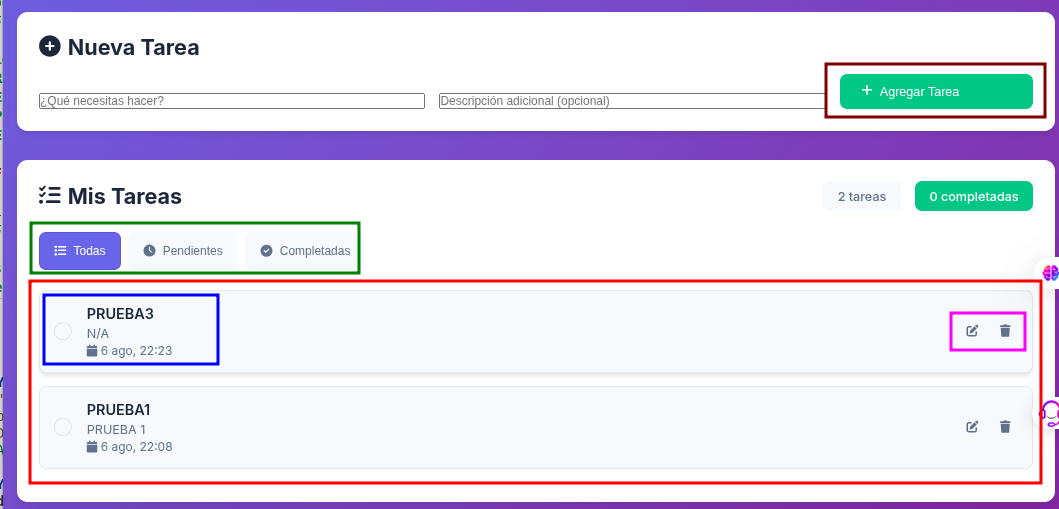 Nueva Tarea
¿Qué necesitas hacer?
Descripción adicional (opcional)
Agregar Tarea
Mis Tareas
2 tareas
0 completadas
Todas
Pendientes
Completadas
PRUEBA3
N/A
6 ago, 22:23
PRUEBA1
PRUEBA 1
6 ago, 22:08